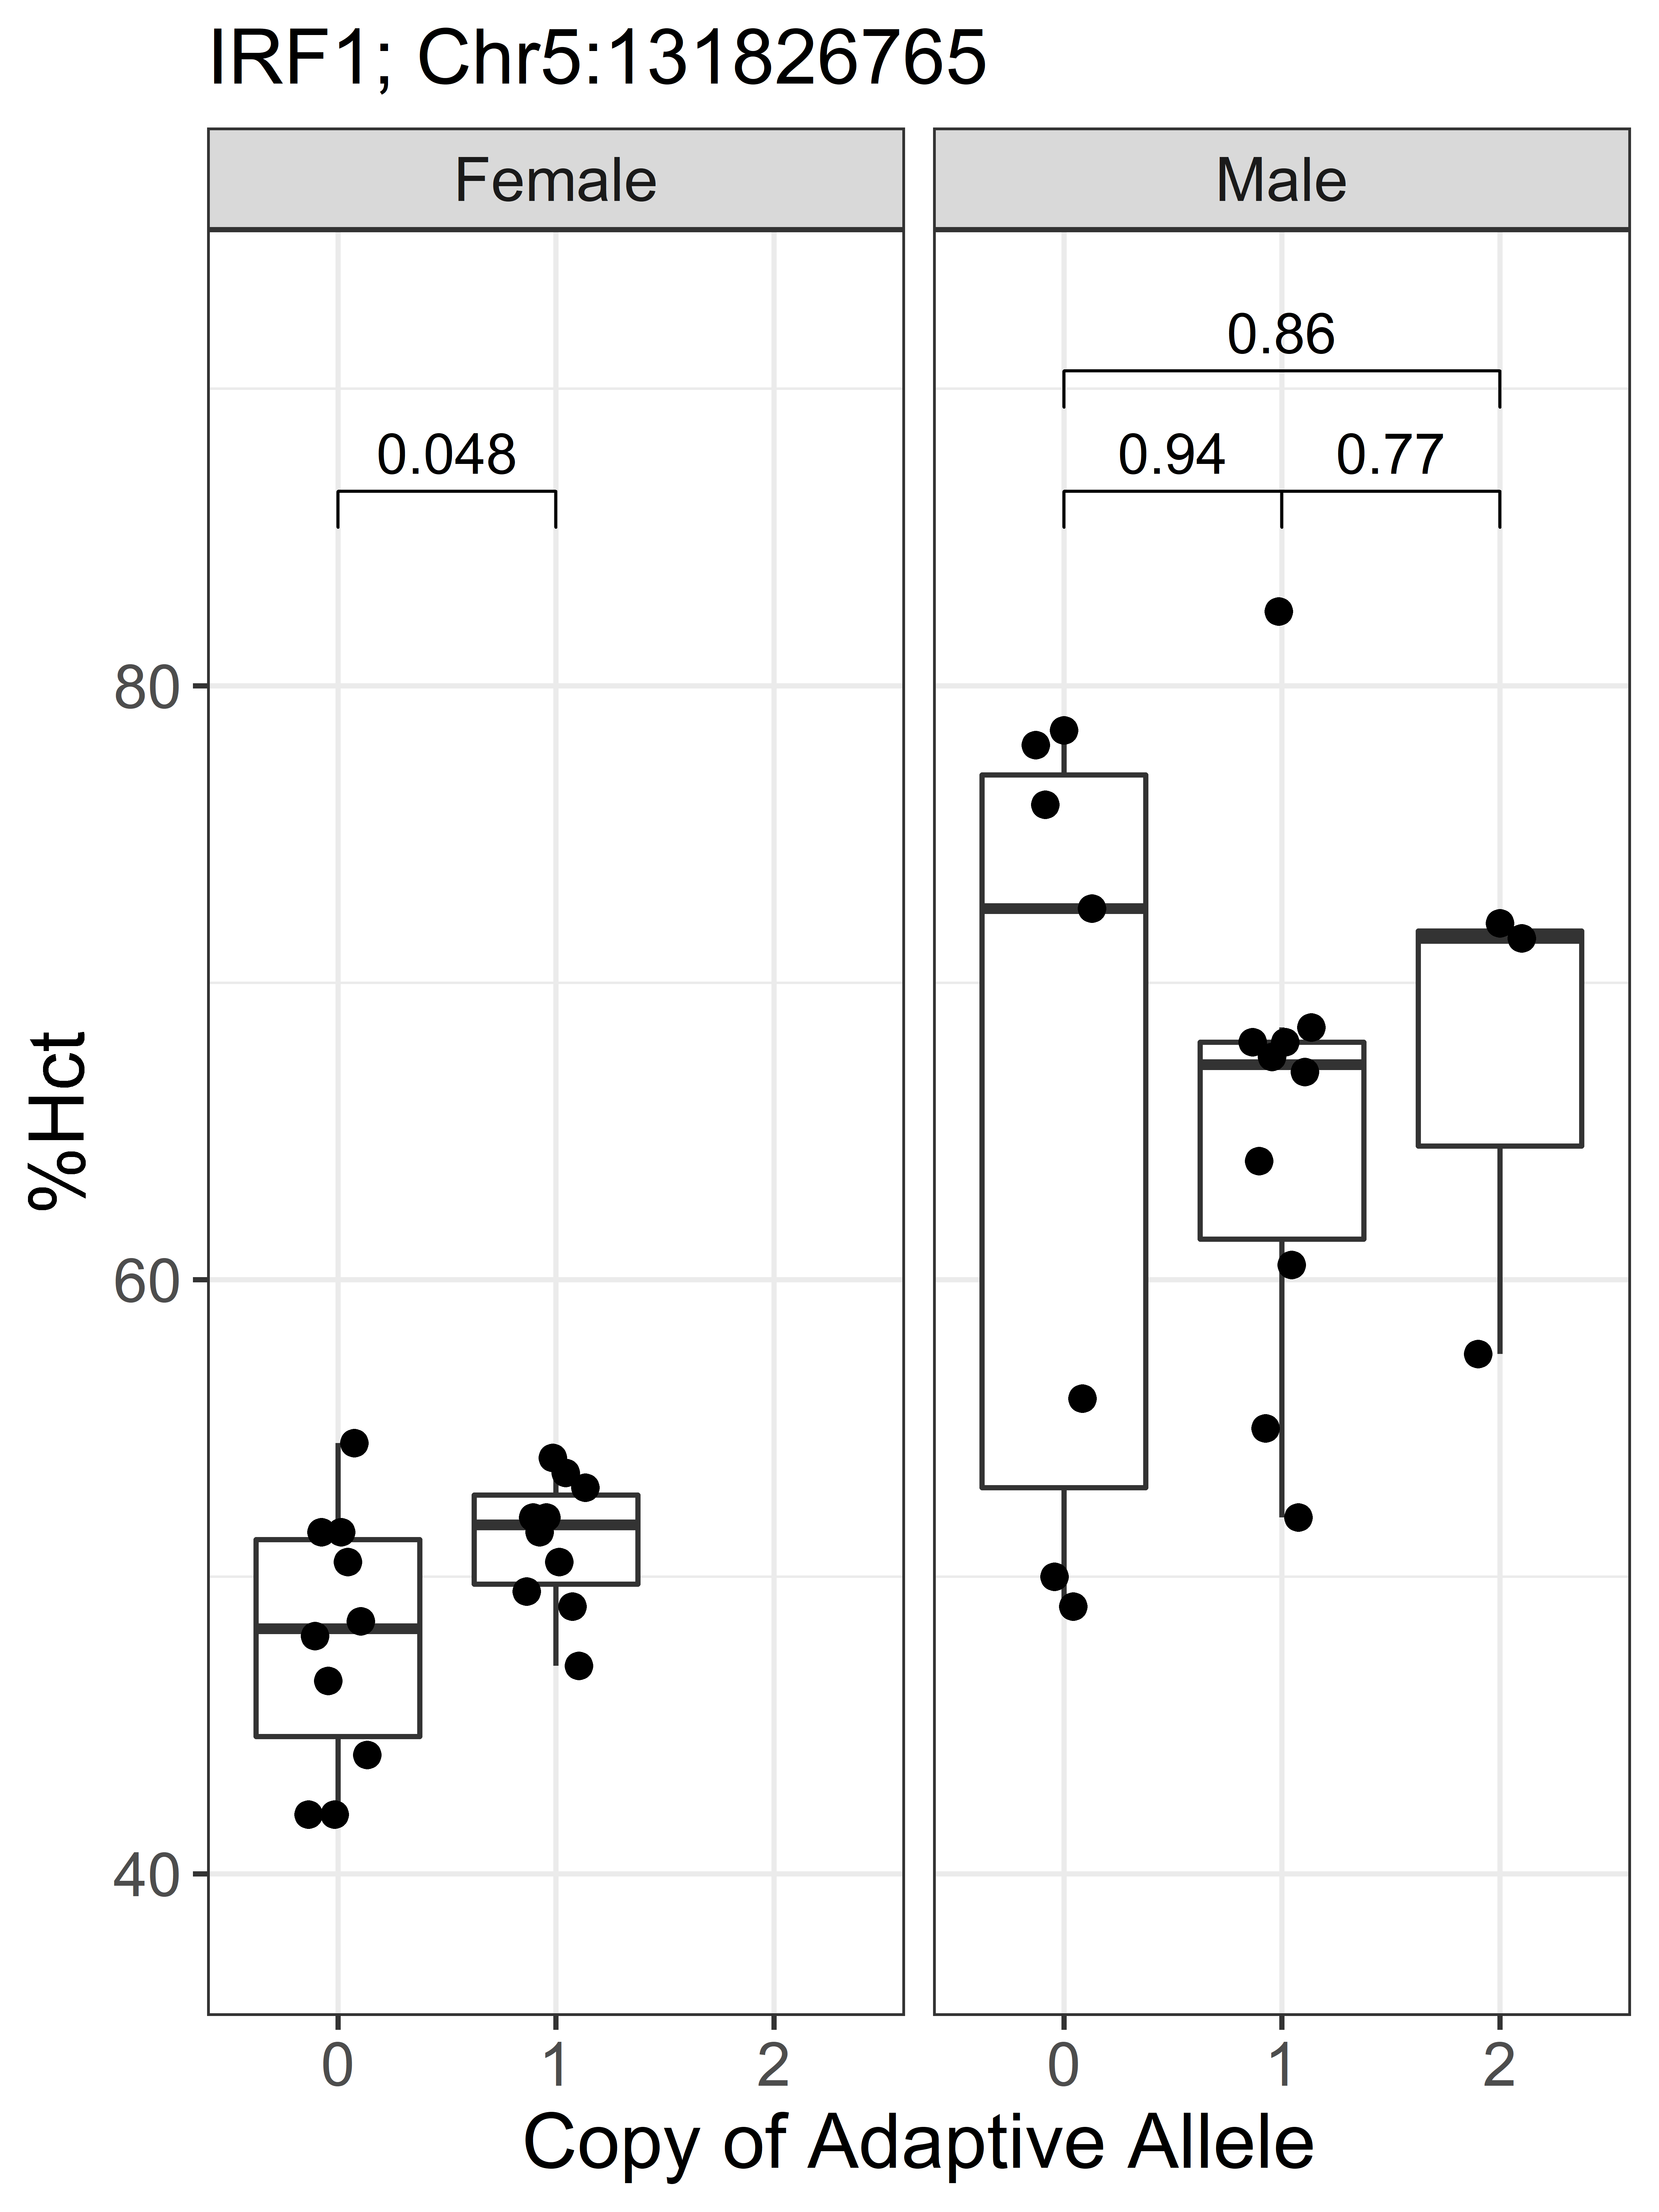 IRF1; Chr5:131826765
Female
Male
0.86
0.048
0.94
0.77
80
60
40
%Hct
0
1
2
0
1
2
Copy of Adaptive Allele